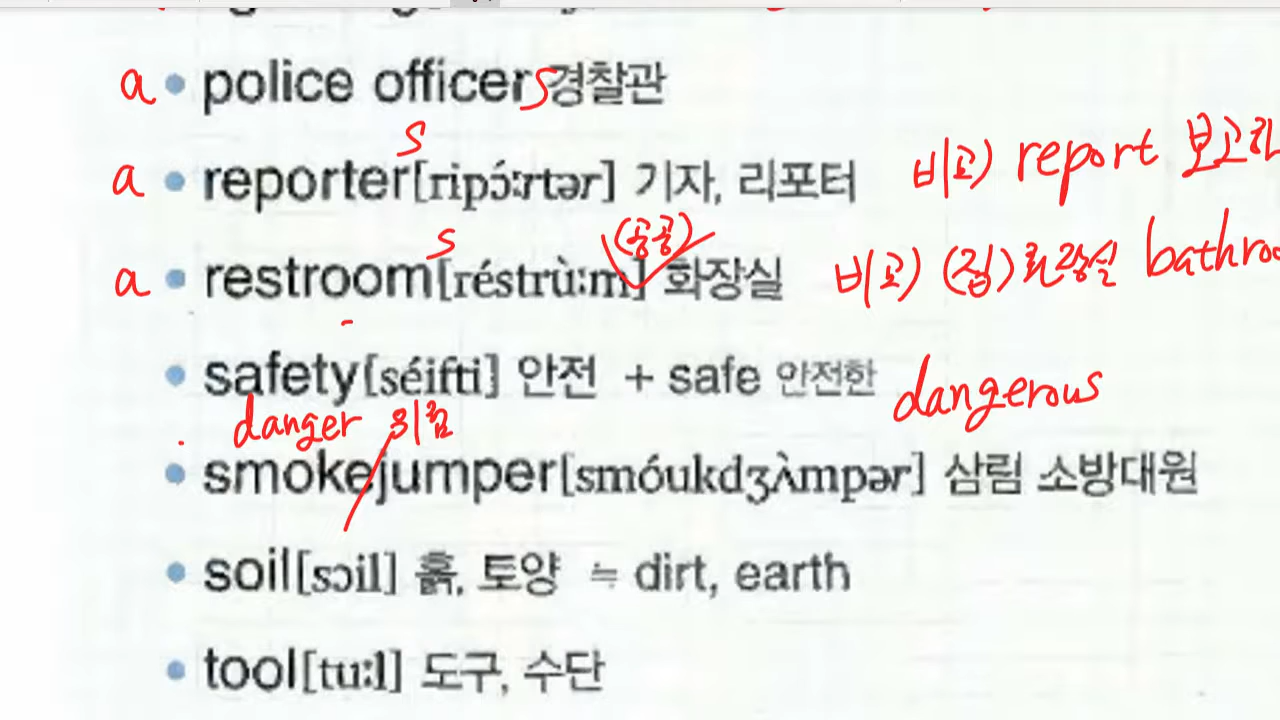 a • police officers 경찰관
s
a • reporter[ripɔ́ːrtər] 기자, 리포터 비교) report 보고하
s (공공)
a • restroom[réstrùːm] 화장실 비교) (집) 화장실 bathroo
• safety[séifti] 안전 + safe 안전한 dangerous
danger 위험
• smokejumper[smóukdʒʌ̀mpər] 삼림 소방대원
• soil[sɔil] 흙, 토양 ≒ dirt, earth
• tool[tuːl] 도구, 수단